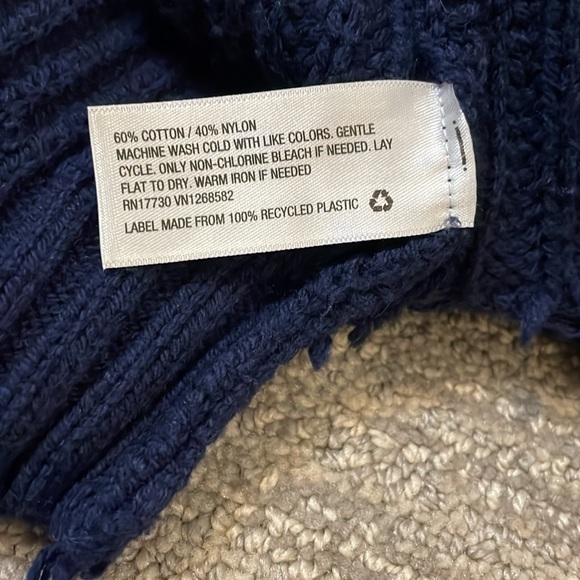 60% COTTON / 40% NYLON
MACHINE WASH COLD WITH LIKE COLORS. GENTLE
CYCLE. ONLY NON-CHLORINE BLEACH IF NEEDED. LAY
FLAT TO DRY. WARM IRON IF NEEDED
RN17730 VN1268582
LABEL MADE FROM 100% RECYCLED PLASTIC